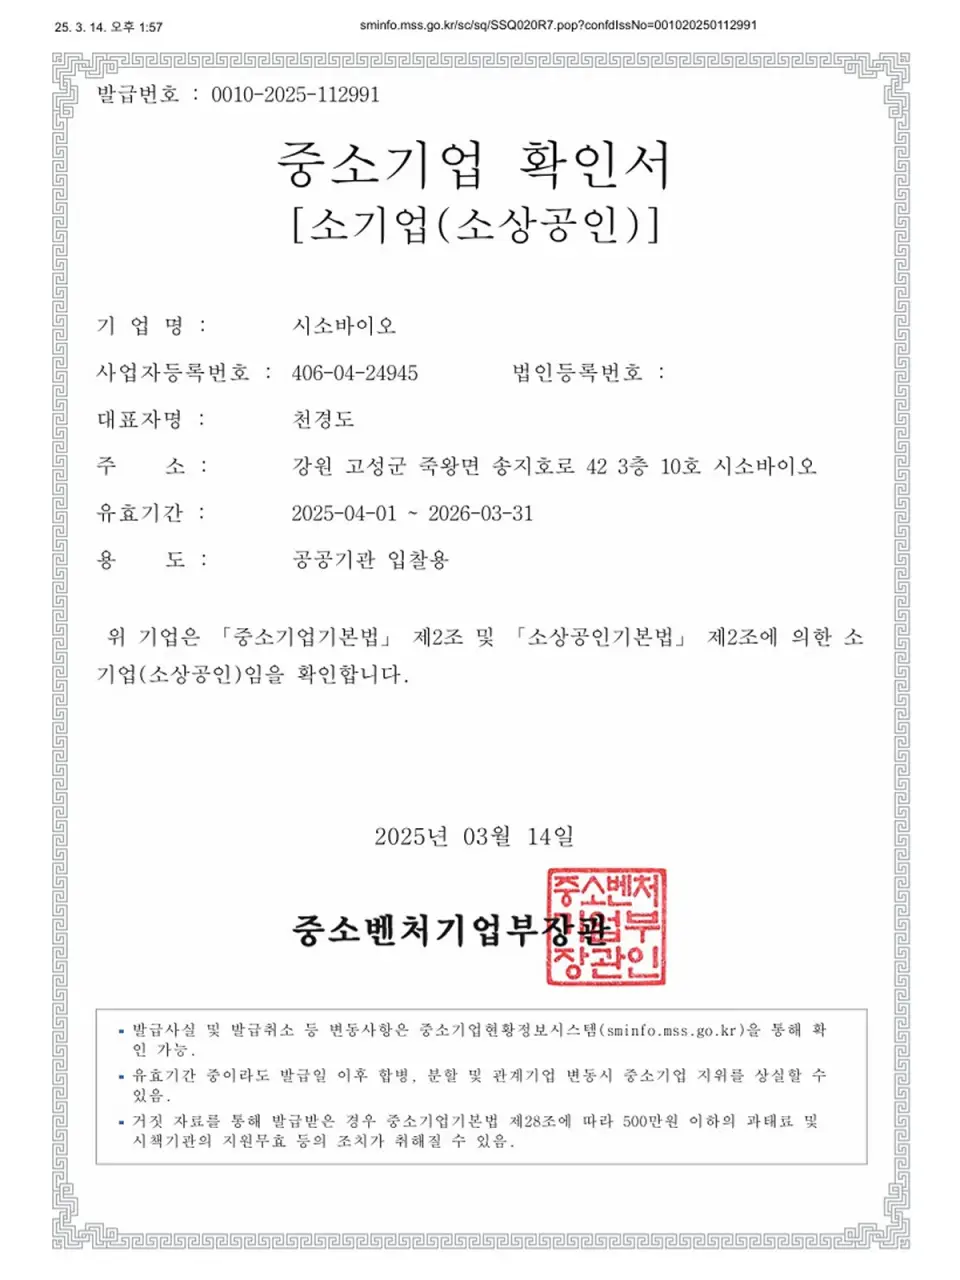 25. 3. 14. 오후 1:57
sminfo.mss.go.kr/sc/sq/SSQ020R7.pop?confdIssNo=001020250112991
발급번호 : 0010-2025-112991
중소기업 확인서
[소기업(소상공인)]
기 업 명 : 시소바이오
사업자등록번호 : 406-04-24945 법인등록번호 :
대표자명 : 천경도
주 소 : 강원 고성군 죽왕면 송지호로 42 3층 10호 시소바이오
유효기간 : 2025-04-01 ~ 2026-03-31
용 도 : 공공기관 입찰용
위 기업은 「중소기업기본법」 제2조 및 「소상공인기본법」 제2조에 의한 소
기업(소상공인)임을 확인합니다.
2025년 03월 14일
중소벤처기업부장관
중소벤처
기업부
장관인
발급사실 및 발급취소 등 변동사항은 중소기업현황정보시스템(sminfo.mss.go.kr)을 통해 확
인 가능.
유효기간 중이라도 발급일 이후 합병, 분할 및 관계기업 변동시 중소기업 지위를 상실할 수
있음.
거짓 자료를 통해 발급받은 경우 중소기업기본법 제28조에 따라 500만원 이하의 과태료 및
시책기관의 지원무효 등의 조치가 취해질 수 있음.